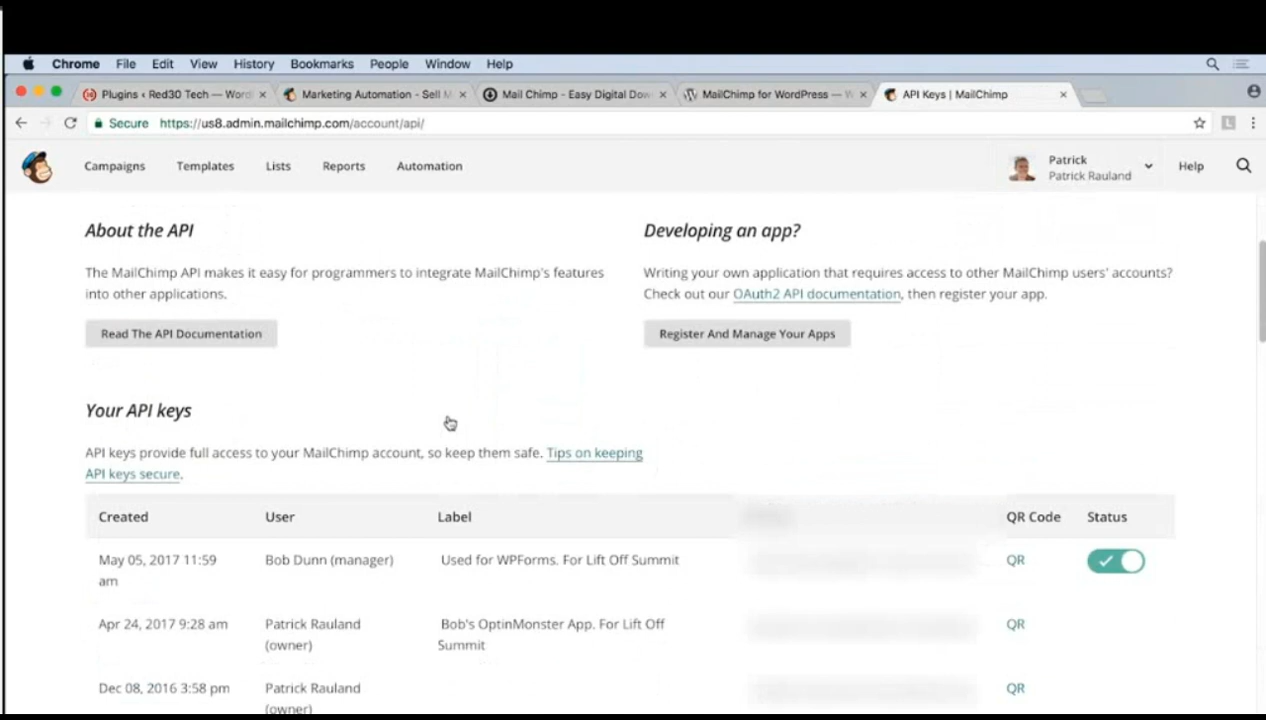 Chrome File Edit View History Bookmarks People Window Help
Plugins ‹ Red30 Tech — Word
Marketing Automation - Sell M
Mail Chimp - Easy Digital Dow
MailChimp for WordPress — W
API Keys | MailChimp
Secure https://us8.admin.mailchimp.com/account/api/
Campaigns Templates Lists Reports Automation
Patrick
Patrick Rauland
Help
About the API
The MailChimp API makes it easy for programmers to integrate MailChimp's features
into other applications.
Read The API Documentation
Developing an app?
Writing your own application that requires access to other MailChimp users' accounts?
Check out our OAuth2 API documentation, then register your app.
Register And Manage Your Apps
Your API keys
API keys provide full access to your MailChimp account, so keep them safe. Tips on keeping
API keys secure.
Created User Label QR Code Status
May 05, 2017 11:59 Bob Dunn (manager) Used for WPForms. For Lift Off Summit QR
am
Apr 24, 2017 9:28 am Patrick Rauland Bob's OptinMonster App. For Lift Off QR
(owner) Summit
Dec 08, 2016 3:58 pm Patrick Rauland QR
(owner)